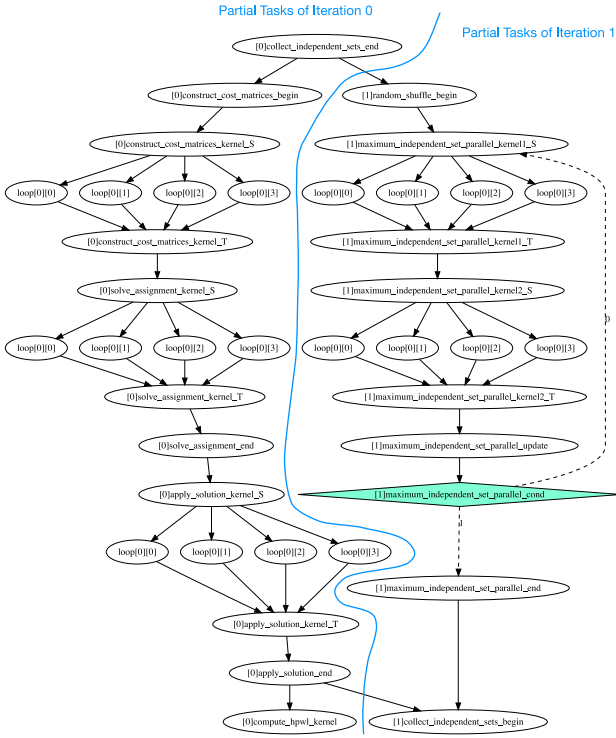 Partial Tasks of Iteration 0
Partial Tasks of Iteration 1
[0]collect_independent_sets_end
[0]construct_cost_matrices_begin
[1]random_shuffle_begin
[0]construct_cost_matrices_kernel_S
[1]maximum_independent_set_parallel_kernel1_S
loop[0][0]
loop[0][1]
loop[0][2]
loop[0][3]
loop[0][0]
loop[0][1]
loop[0][2]
loop[0][3]
[0]construct_cost_matrices_kernel_T
[1]maximum_independent_set_parallel_kernel1_T
[0]solve_assignment_kernel_S
[1]maximum_independent_set_parallel_kernel2_S
0
loop[0][0]
loop[0][1]
loop[0][2]
loop[0][3]
loop[0][0]
loop[0][1]
loop[0][2]
loop[0][3]
[0]solve_assignment_kernel_T
[1]maximum_independent_set_parallel_kernel2_T
[0]solve_assignment_end
[1]maximum_independent_set_parallel_update
[0]apply_solution_kernel_S
[1]maximum_independent_set_parallel_cond
1
loop[0][0]
loop[0][1]
loop[0][2]
loop[0][3]
[1]maximum_independent_set_parallel_end
[0]apply_solution_kernel_T
[0]apply_solution_end
[0]compute_hpwl_kernel
[1]collect_independent_sets_begin